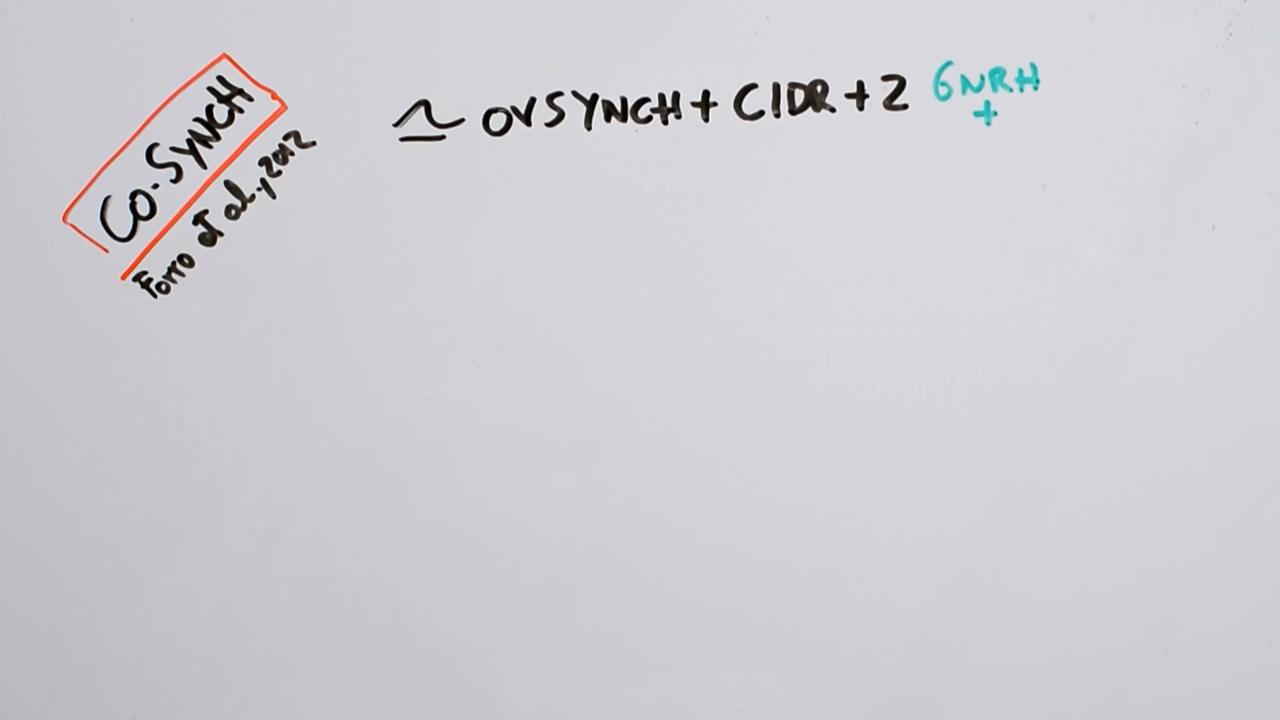 CO-SYNCH
Forro et al., 2012
≃ OVSYNCH + CIDR + 2 GNRH
+